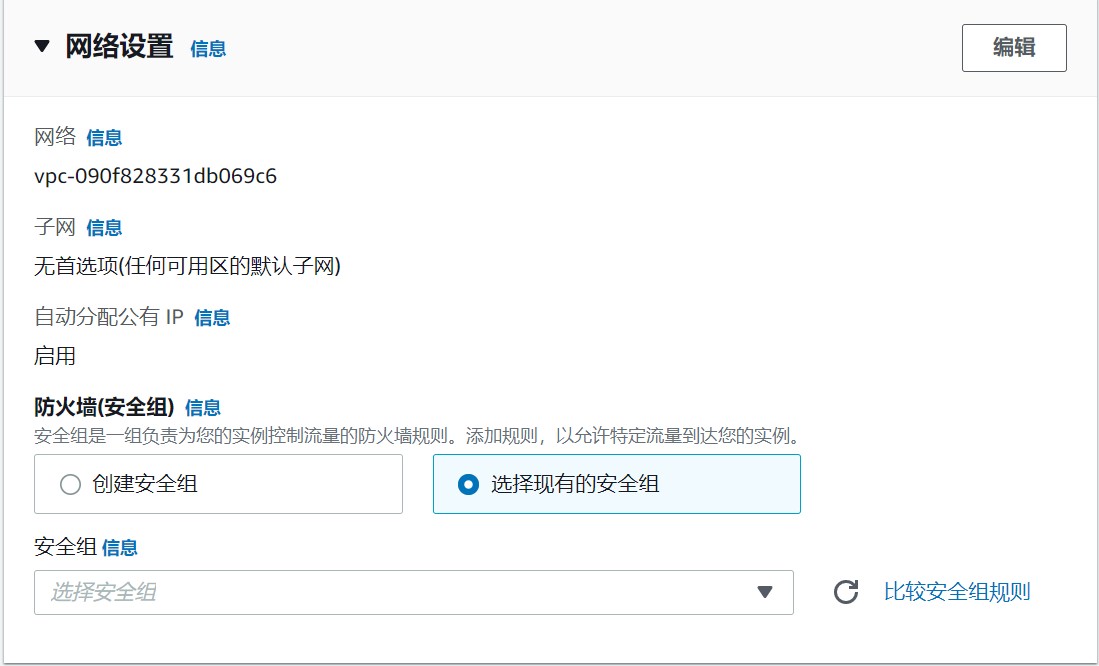 网络设置 信息
编辑
网络 信息
vpc-090f828331db069c6
子网 信息
无首选项(任何可用区的默认子网)
自动分配公有 IP 信息
启用
防火墙(安全组) 信息
安全组是一组负责为您的实例控制流量的防火墙规则。添加规则，以允许特定流量到达您的实例。
创建安全组
选择现有的安全组
安全组 信息
选择安全组
比较安全组规则